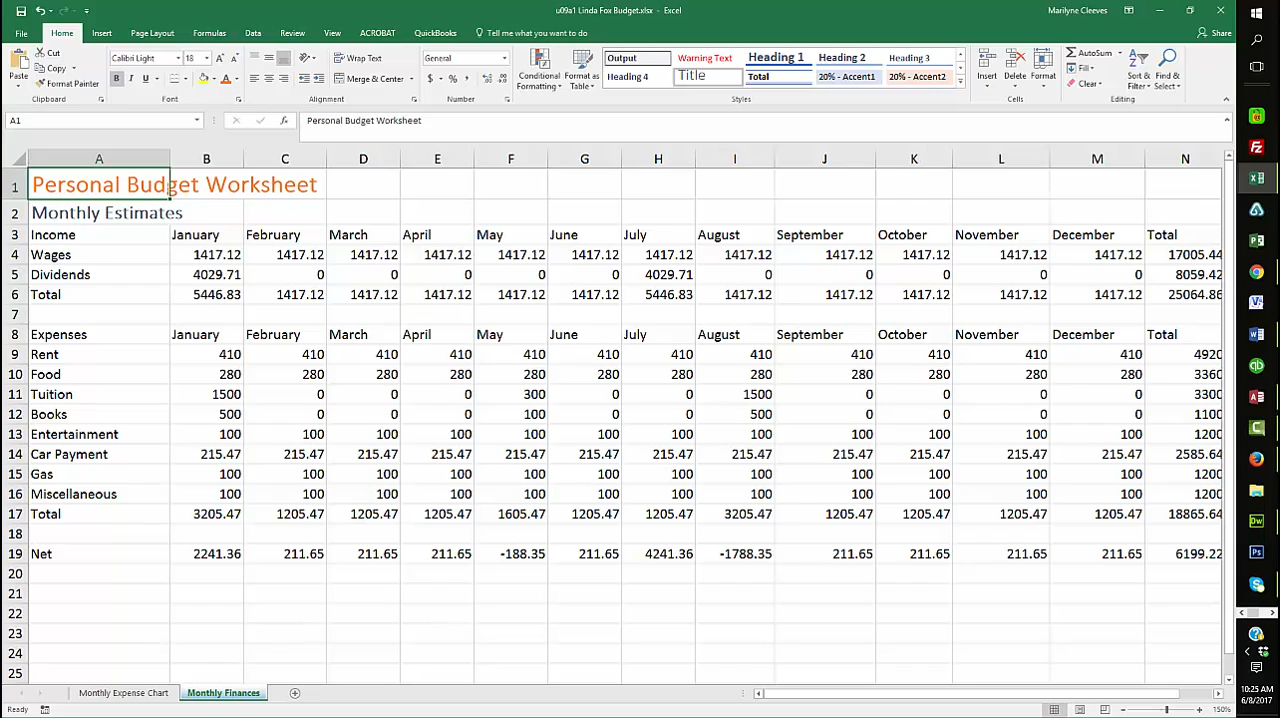 u09a1 Linda Fox Budget.xlsx - Excel
Marilyne Cleeves
File Home Insert Page Layout Formulas Data Review View ACROBAT QuickBooks Tell me what you want to do Share
Paste Cut Copy Format Painter Clipboard
Calibri Light 18 B I U Font
Wrap Text Merge & Center Alignment
General $ % Number
Conditional Formatting Format as Table
Output Warning Text Heading 1 Heading 2 Heading 3
Heading 4 Title Total 20% - Accent1 20% - Accent2
Styles
Insert Delete Format Cells
AutoSum Fill Clear Sort & Filter Find & Select Editing
A1 fx Personal Budget Worksheet
A B C D E F G H I J K L M N
1 Personal Budget Worksheet
2 Monthly Estimates
3 Income January February March April May June July August September October November December Total
4 Wages 1417.12 1417.12 1417.12 1417.12 1417.12 1417.12 1417.12 1417.12 1417.12 1417.12 1417.12 1417.12 17005.44
5 Dividends 4029.71 0 0 0 0 0 4029.71 0 0 0 0 0 8059.42
6 Total 5446.83 1417.12 1417.12 1417.12 1417.12 1417.12 5446.83 1417.12 1417.12 1417.12 1417.12 1417.12 25064.86
7
8 Expenses January February March April May June July August September October November December Total
9 Rent 410 410 410 410 410 410 410 410 410 410 410 410 4920
10 Food 280 280 280 280 280 280 280 280 280 280 280 280 3360
11 Tuition 1500 0 0 0 300 0 0 1500 0 0 0 0 3300
12 Books 500 0 0 0 100 0 0 500 0 0 0 0 1100
13 Entertainment 100 100 100 100 100 100 100 100 100 100 100 100 1200
14 Car Payment 215.47 215.47 215.47 215.47 215.47 215.47 215.47 215.47 215.47 215.47 215.47 215.47 2585.64
15 Gas 100 100 100 100 100 100 100 100 100 100 100 100 1200
16 Miscellaneous 100 100 100 100 100 100 100 100 100 100 100 100 1200
17 Total 3205.47 1205.47 1205.47 1205.47 1605.47 1205.47 1205.47 3205.47 1205.47 1205.47 1205.47 1205.47 18865.64
18
19 Net 2241.36 211.65 211.65 211.65 -188.35 211.65 4241.36 -1788.35 211.65 211.65 211.65 211.65 6199.22
20
21
22
23
24
25
Monthly Expense Chart Monthly Finances
Ready 150%
10:25 AM
6/8/2017